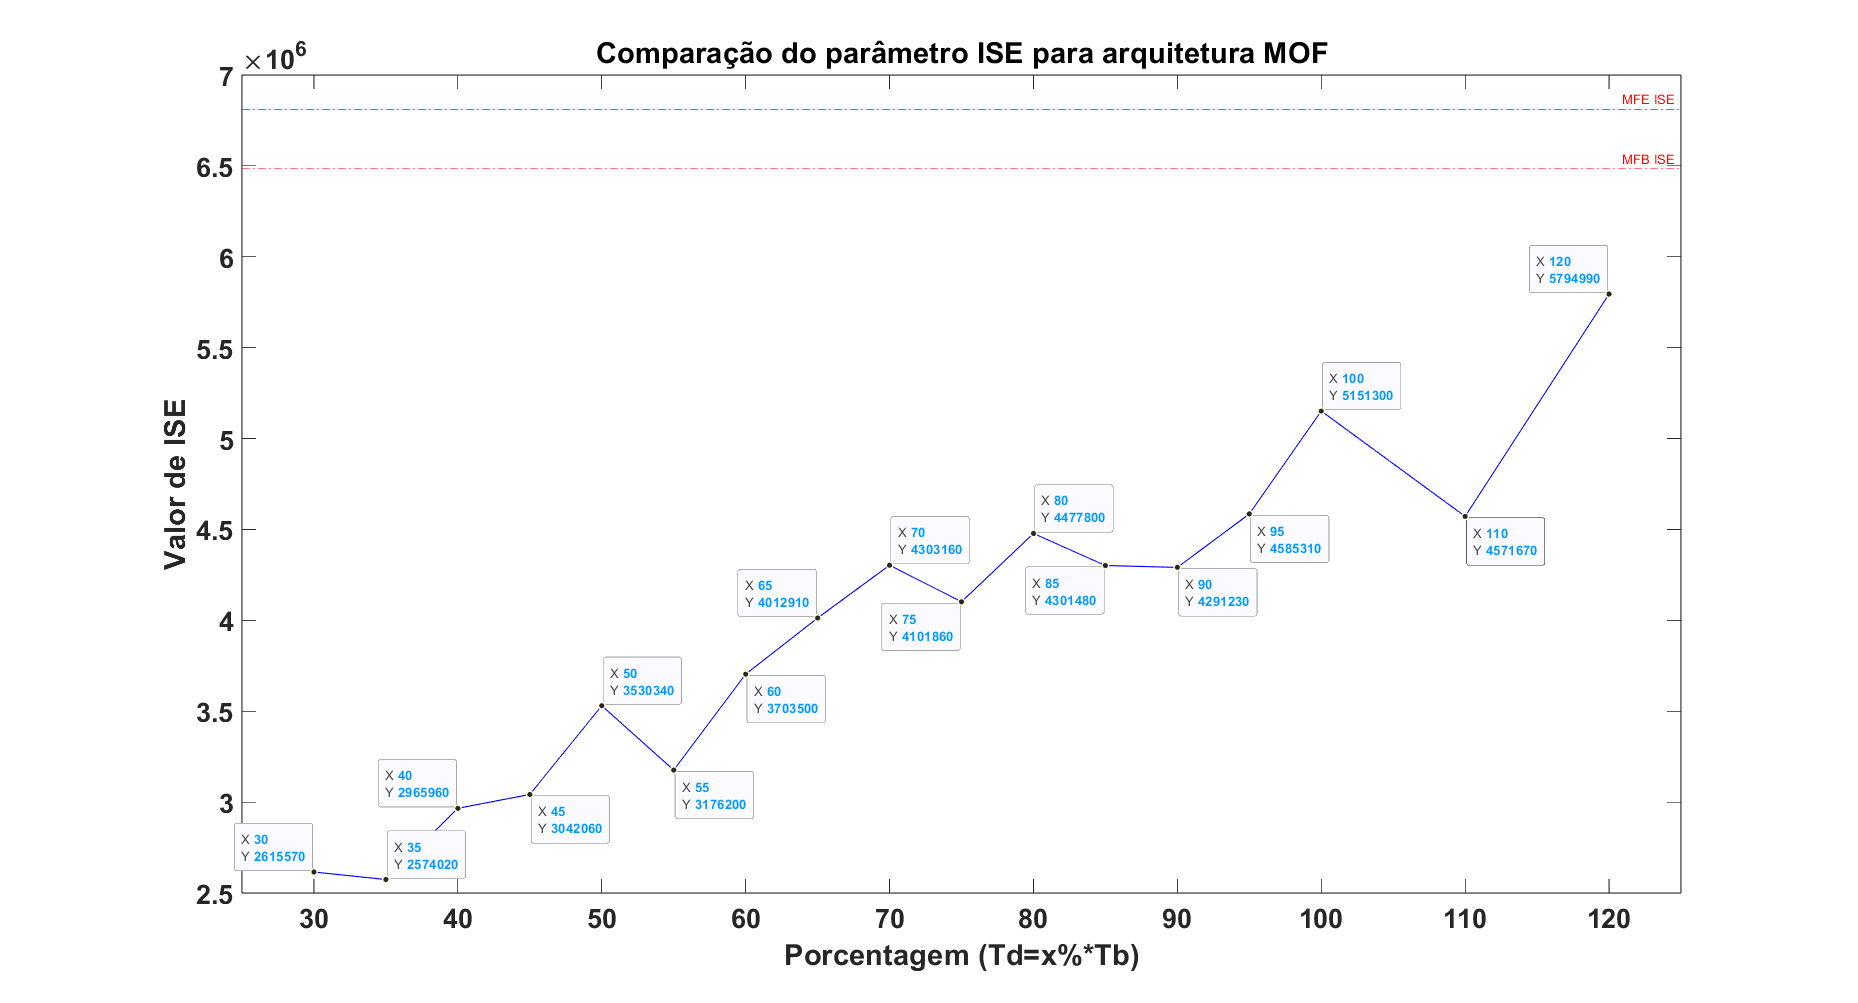 Comparação do parâmetro ISE para arquitetura MOF
×10^6
7
6.5
6
5.5
5
4.5
4
3.5
3
2.5
Valor de ISE
MFE ISE
MFB ISE
X 30
Y 2615570
X 35
Y 2574020
X 40
Y 2965960
X 45
Y 3042060
X 50
Y 3530340
X 55
Y 3176200
X 60
Y 3703500
X 65
Y 4012910
X 70
Y 4303160
X 75
Y 4101860
X 80
Y 4477800
X 85
Y 4301480
X 90
Y 4291230
X 95
Y 4585310
X 100
Y 5151300
X 110
Y 4571670
X 120
Y 5794990
30 40 50 60 70 80 90 100 110 120
Porcentagem (Td=x%*Tb)